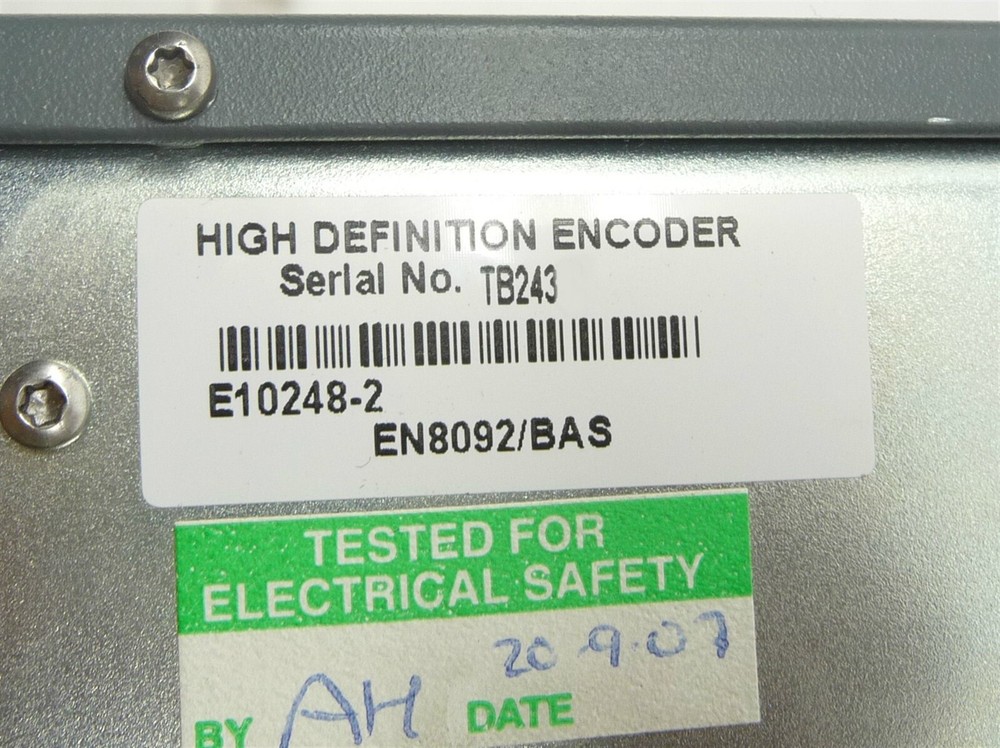 HIGH DEFINITION ENCODER
Serial No. TB243
E10248-2
EN8092/BAS
TESTED FOR
ELECTRICAL SAFETY
20.9.07
BY AH DATE